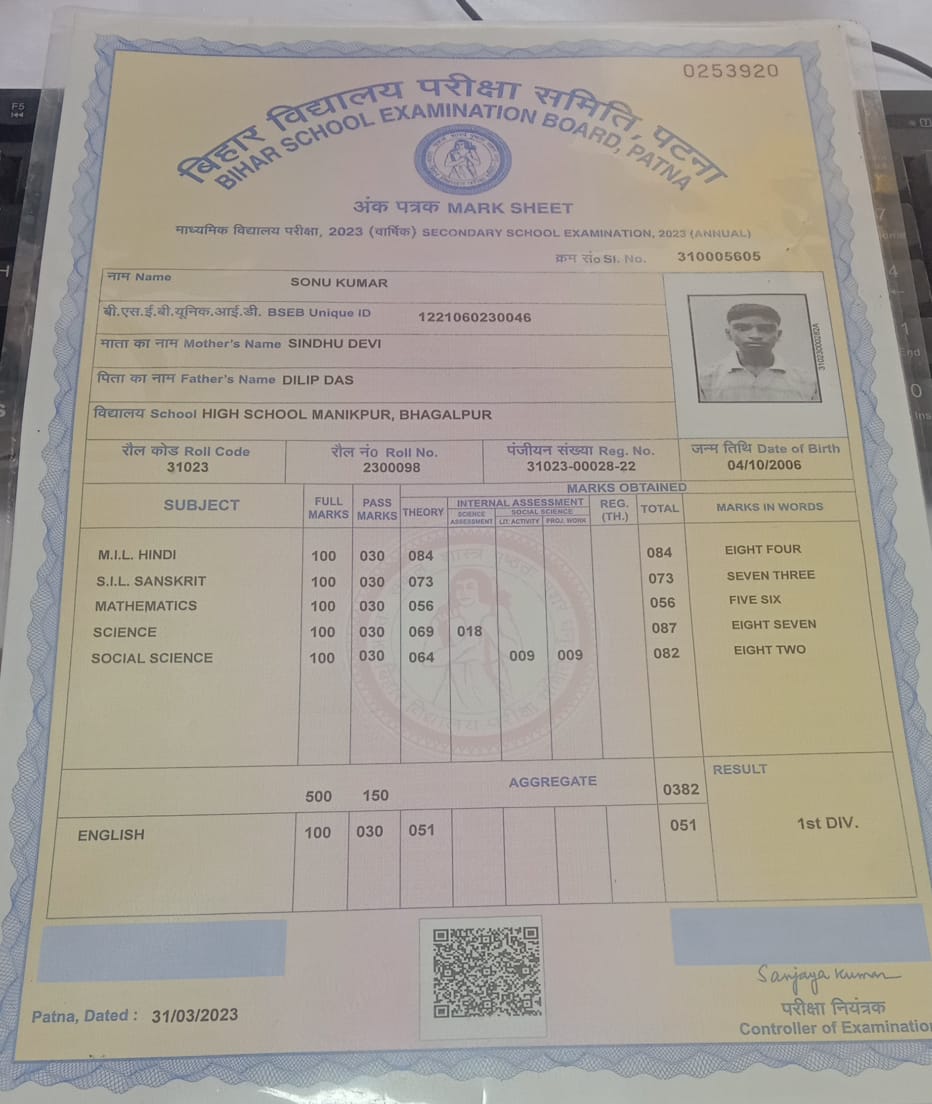 0253920
बिहार विद्यालय परीक्षा समिति, पटना
BIHAR SCHOOL EXAMINATION BOARD, PATNA
अंक पत्रक MARK SHEET
माध्यमिक विद्यालय परीक्षा, 2023 (वार्षिक) SECONDARY SCHOOL EXAMINATION, 2023 (ANNUAL)
क्रम सं० Sl. No. 310005605
नाम Name SONU KUMAR
बी.एस.ई.बी.यूनिक.आई.डी. BSEB Unique ID 1221060230046
माता का नाम Mother's Name SINDHU DEVI
पिता का नाम Father's Name DILIP DAS
विद्यालय School HIGH SCHOOL MANIKPUR, BHAGALPUR
रौल कोड Roll Code रौल नं० Roll No. पंजीयन संख्या Reg. No. जन्म तिथि Date of Birth
31023 2300098 31023-00028-22 04/10/2006
MARKS OBTAINED
SUBJECT FULL MARKS PASS MARKS THEORY INTERNAL ASSESSMENT REG. (TH.) TOTAL MARKS IN WORDS
SCIENCE ASSESSMENT SOCIAL SCIENCE
LIT. ACTIVITY PROJ. WORK
M.I.L. HINDI 100 030 084 084 EIGHT FOUR
S.I.L. SANSKRIT 100 030 073 073 SEVEN THREE
MATHEMATICS 100 030 056 056 FIVE SIX
SCIENCE 100 030 069 018 087 EIGHT SEVEN
SOCIAL SCIENCE 100 030 064 009 009 082 EIGHT TWO
500 150 AGGREGATE 0382 RESULT
ENGLISH 100 030 051 051 1st DIV.
Sanjaya Kumar
Patna, Dated : 31/03/2023
परीक्षा नियंत्रक
Controller of Examination
F5